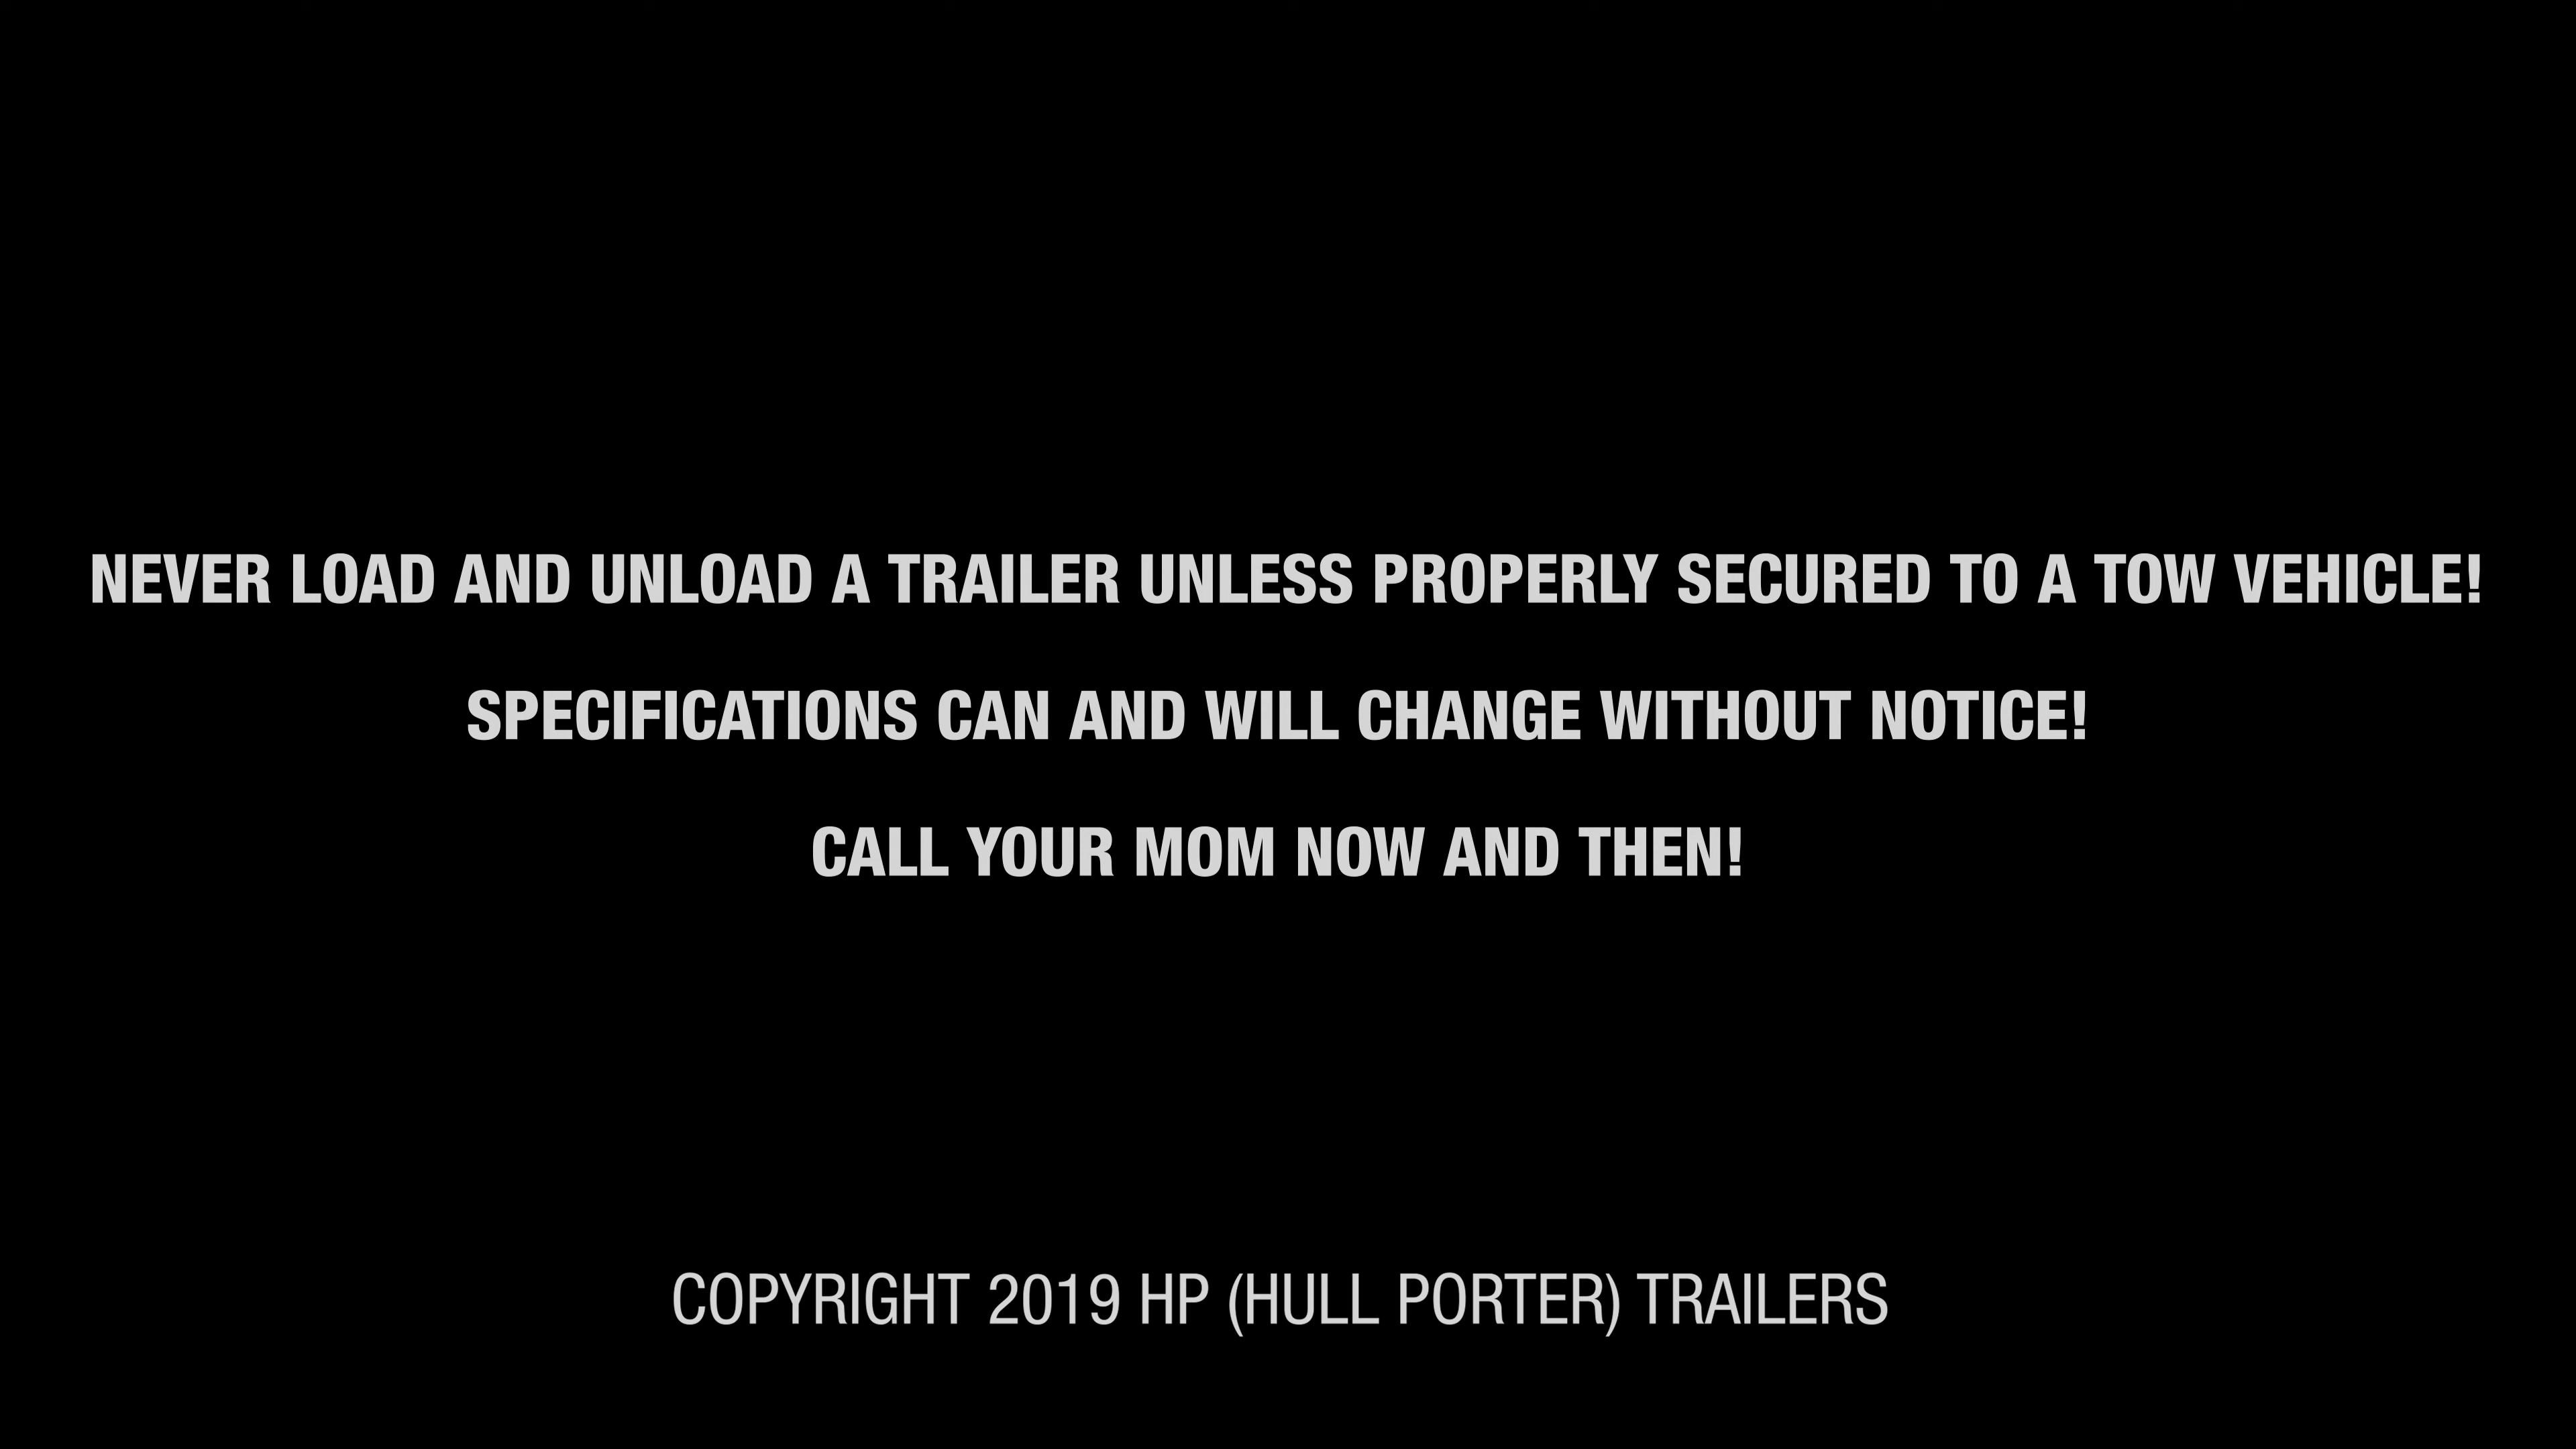 NEVER LOAD AND UNLOAD A TRAILER UNLESS PROPERLY SECURED TO A TOW VEHICLE!
SPECIFICATIONS CAN AND WILL CHANGE WITHOUT NOTICE!
CALL YOUR MOM NOW AND THEN!
COPYRIGHT 2019 HP (HULL PORTER) TRAILERS